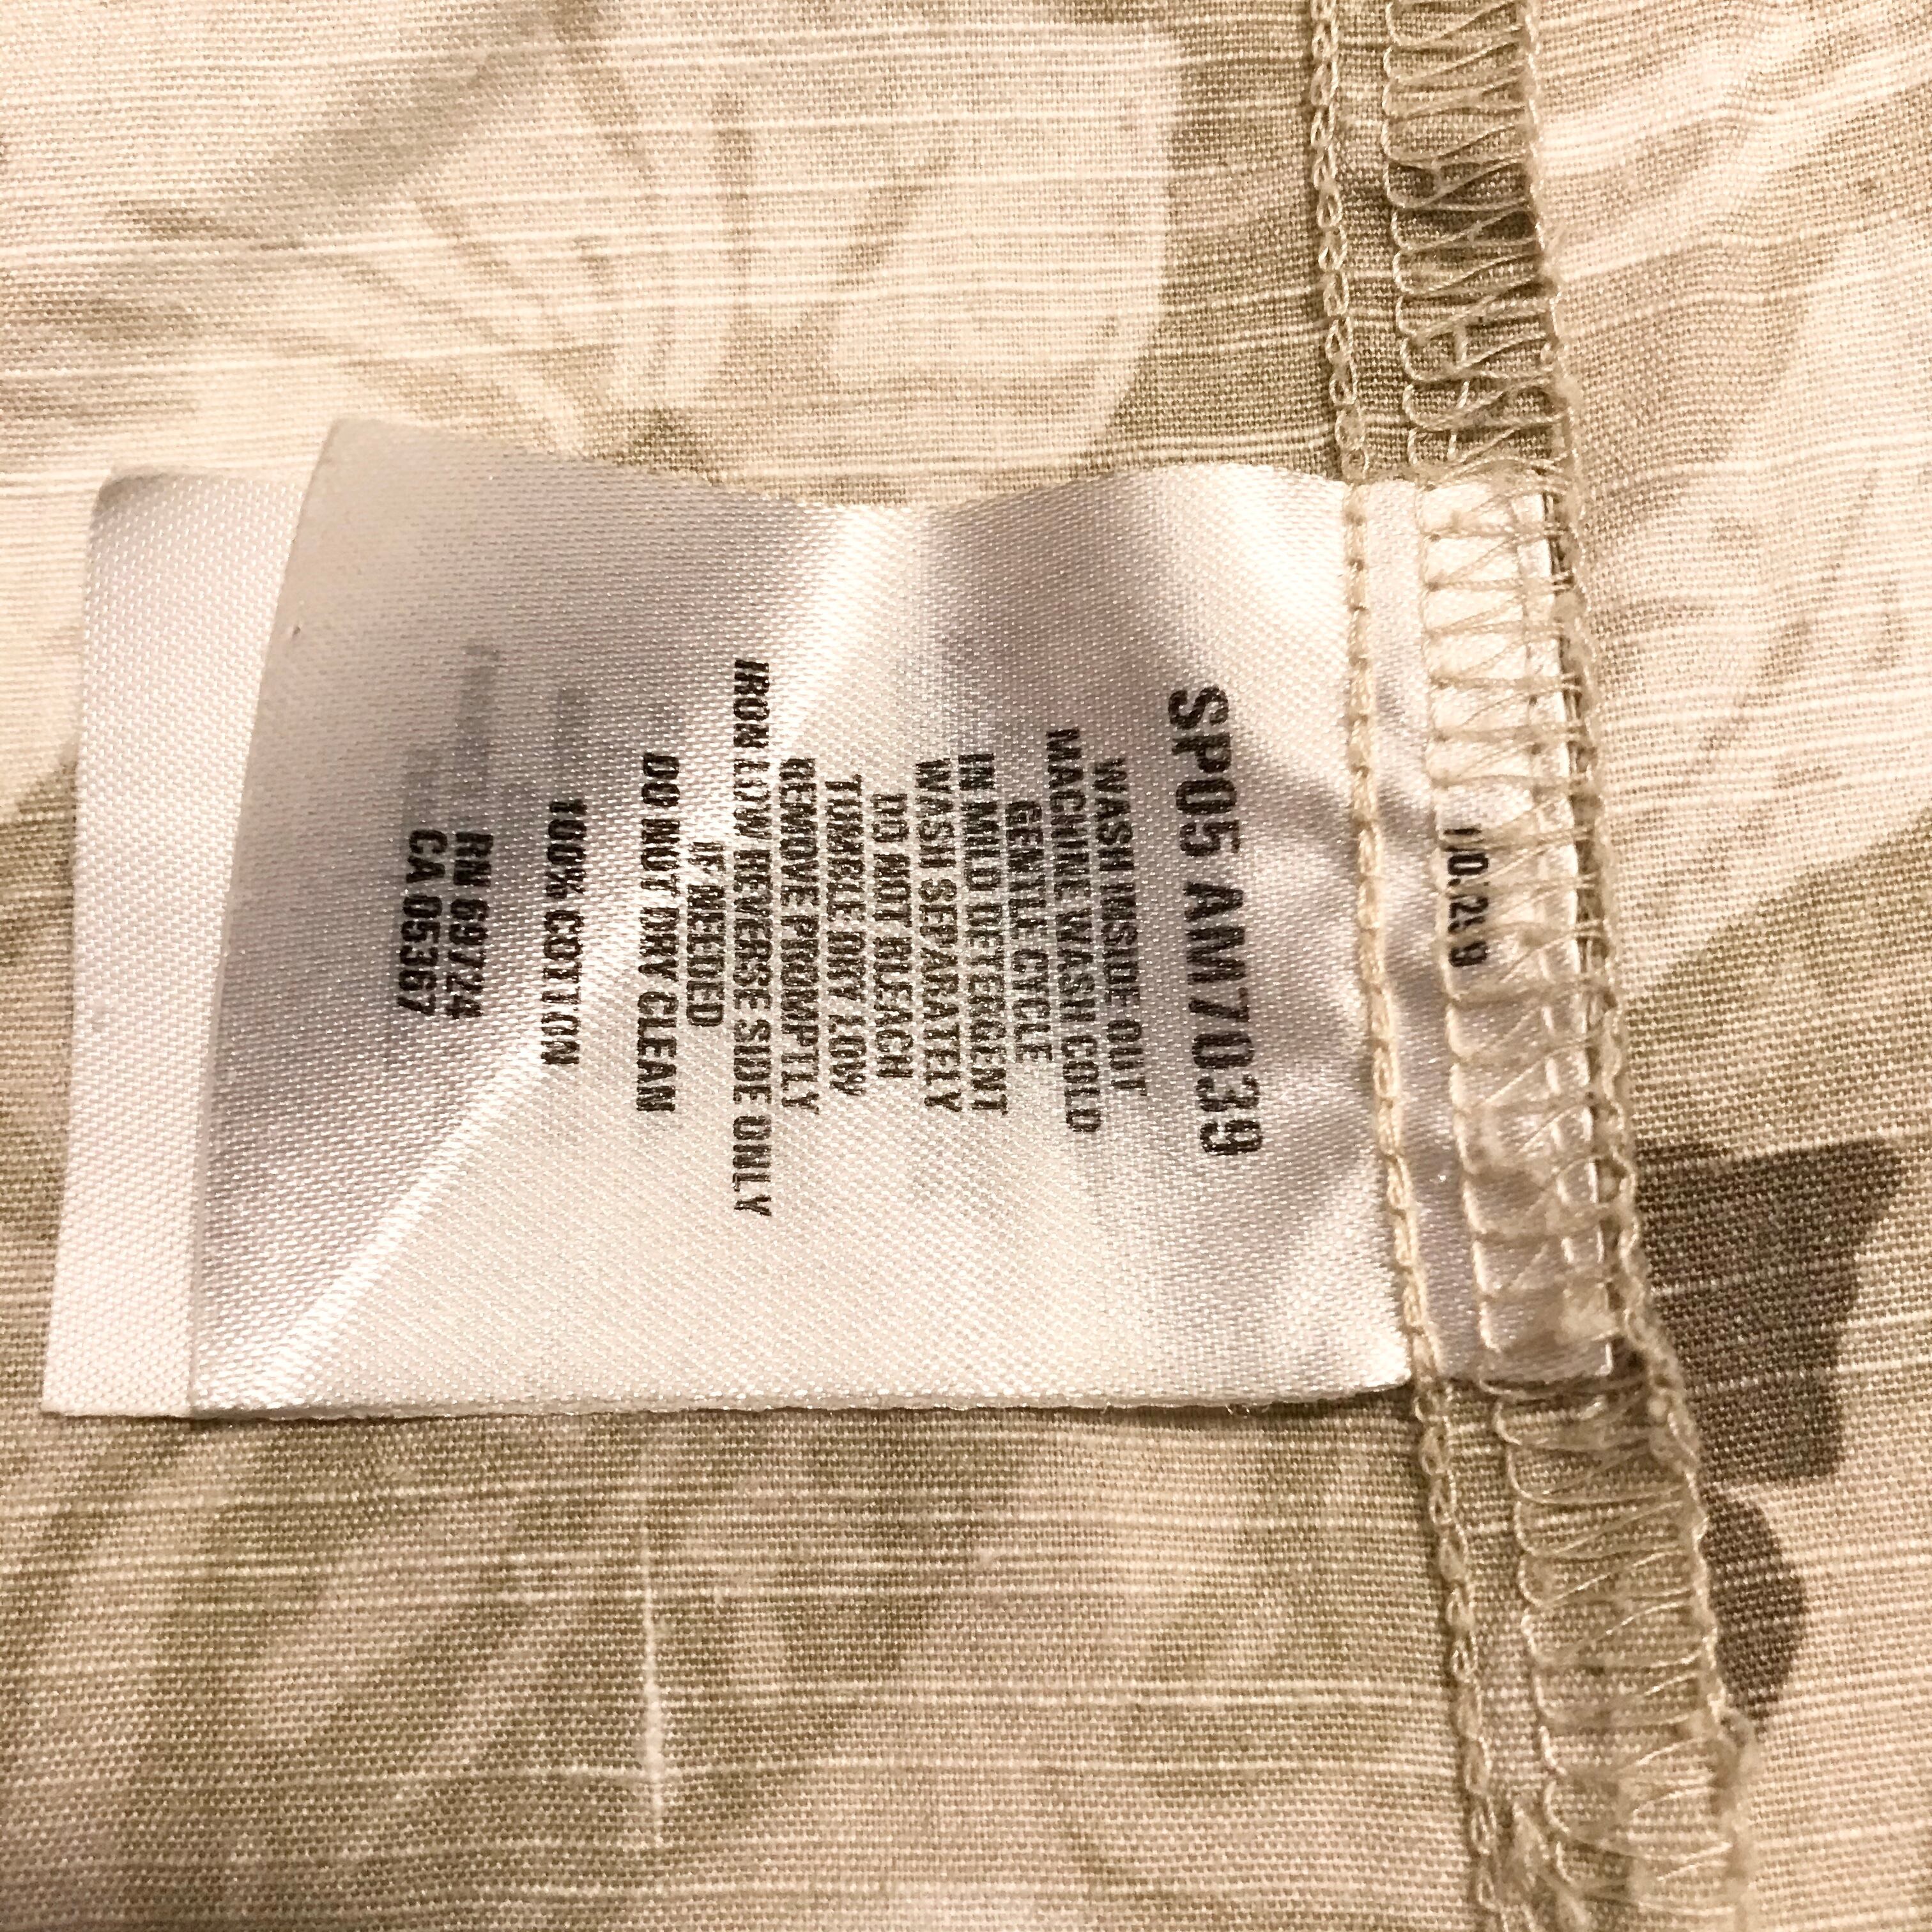 SP05 AM7039
WASH INSIDE OUT
MACHINE WASH COLD
GENTLE CYCLE
IN MILD DETERGENT
WASH SEPARATELY
DO NOT BLEACH
TUMBLE DRY LOW
REMOVE PROMPTLY
IRON LOW REVERSE SIDE ONLY
IF NEEDED
DO NOT DRY CLEAN
100% COTTON
RN 69724
CA 05367